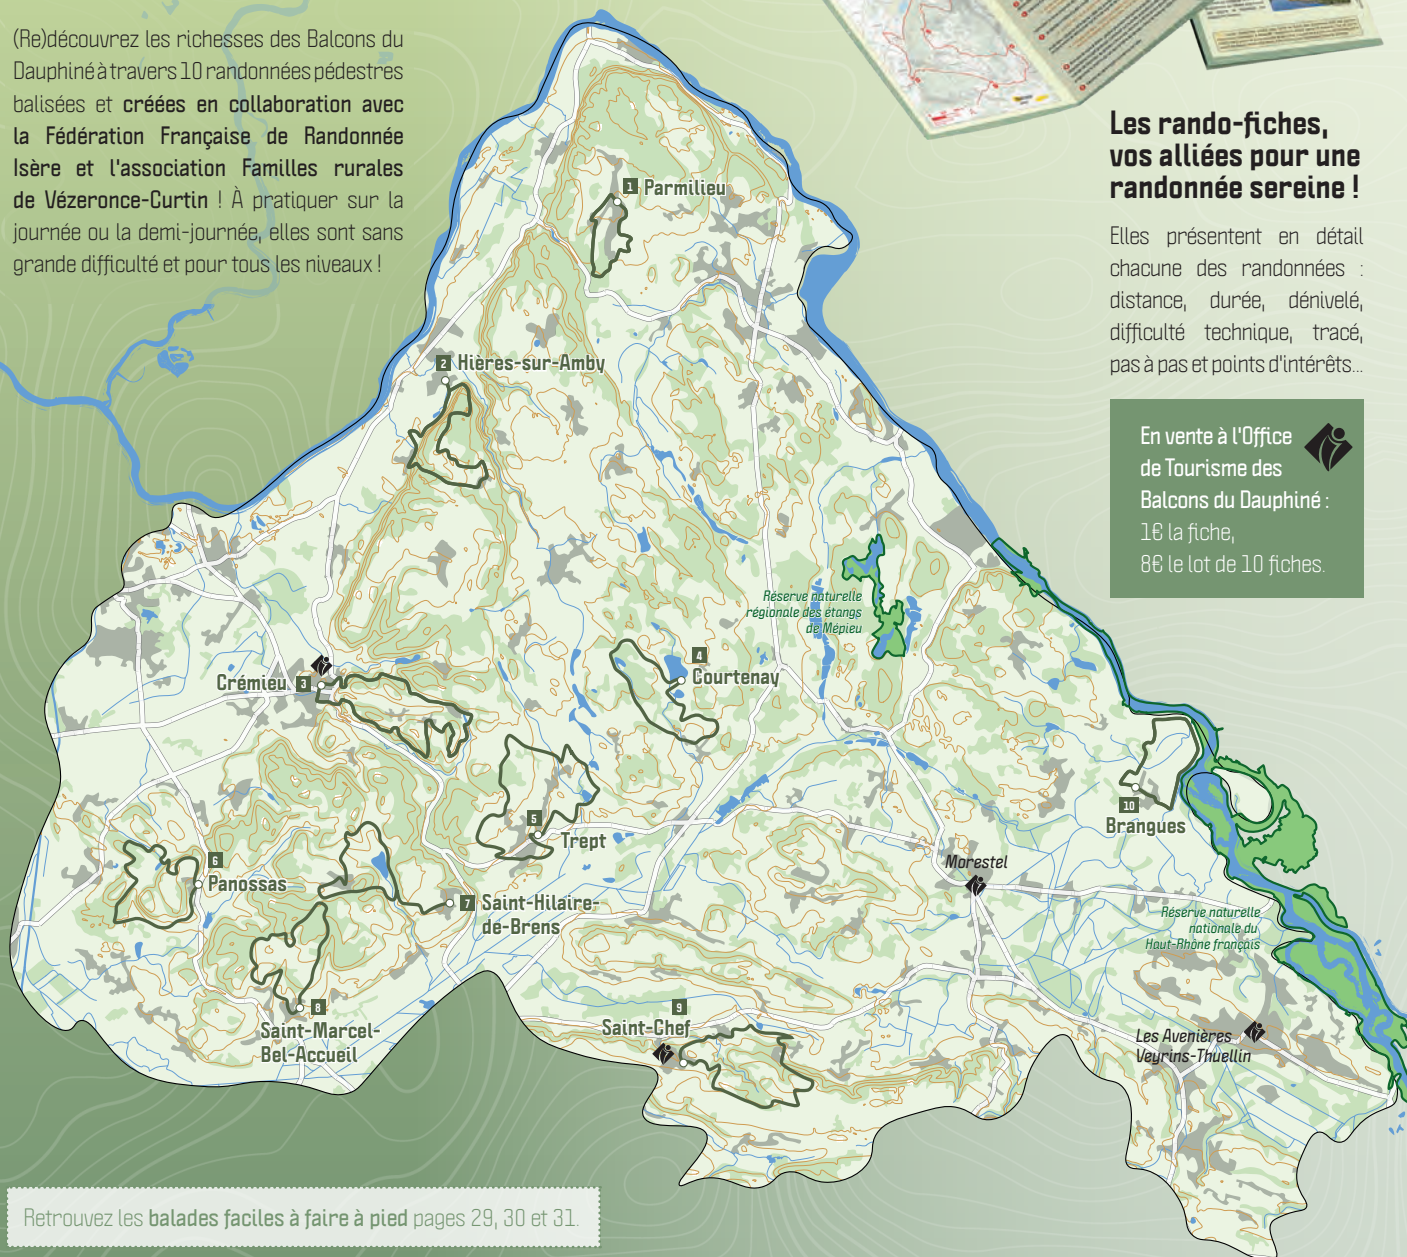 (Re)découvrez les richesses des Balcons du
Dauphiné à travers 10 randonnées pédestres
balisées et créées en collaboration avec
la Fédération Française de Randonnée
Isère et l'association Familles rurales
de Vézeronce-Curtin ! À pratiquer sur la
journée ou la demi-journée, elles sont sans
grande difficulté et pour tous les niveaux !
Les rando-fiches,
vos alliées pour une
randonnée sereine !
Elles présentent en détail
chacune des randonnées :
distance, durée, dénivelé,
difficulté technique, tracé,
pas à pas et points d'intérêts...
En vente à l'Office
de Tourisme des
Balcons du Dauphiné :
1€ la fiche,
8€ le lot de 10 fiches.
1 Parmilieu
2 Hières-sur-Amby
Réserve naturelle
régionale des étangs
de Mépieu
Crémieu 3
4
Courtenay
5
Trept
6
Panossas
7 Saint-Hilaire-
de-Brens
8
Saint-Marcel-
Bel-Accueil
9
Saint-Chef
10
Brangues
Morestel
Réserve naturelle
nationale du
Haut-Rhône français
Les Avenières
Veyrins-Thuellin
Retrouvez les balades faciles à faire à pied pages 29, 30 et 31.